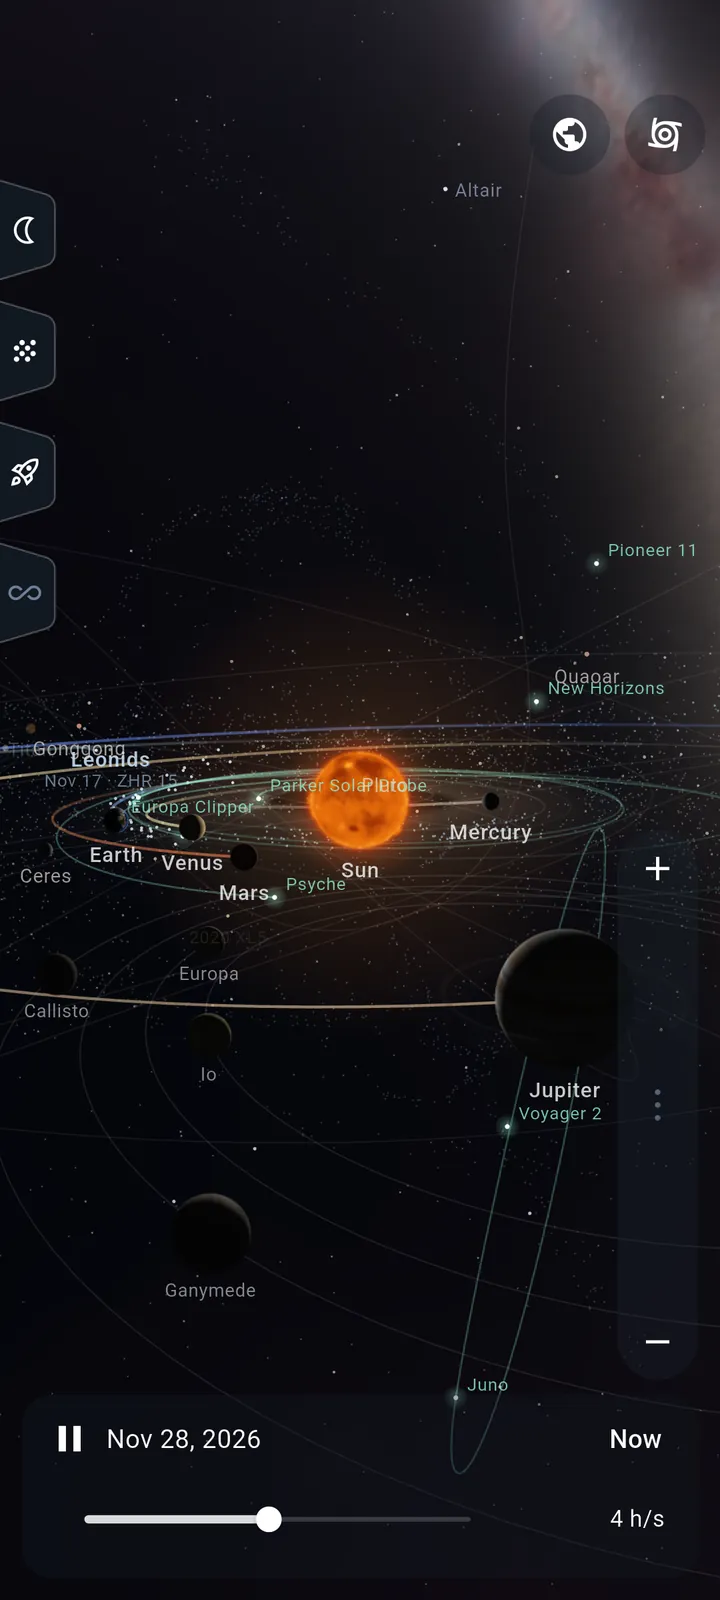 Altair
Pioneer 11
Quaoar
New Horizons
Gonggong
Leonids
Nov 17 · ZHR 15
Parker Solar Probe
Pluto
Europa Clipper
Mercury
Earth
Venus
Sun
Ceres
Mars
Psyche
Europa
Callisto
Io
Jupiter
Voyager 2
Ganymede
Juno
Nov 28, 2026
Now
4 h/s